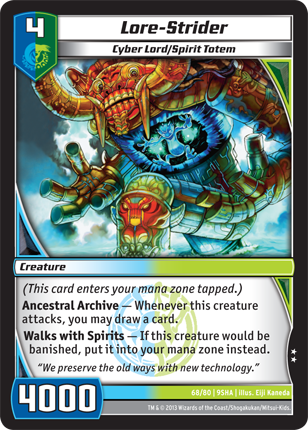 4
Lore-Strider
Cyber Lord/Spirit Totem
Creature
(This card enters your mana zone tapped.)
Ancestral Archive — Whenever this creature
attacks, you may draw a card.
Walks with Spirits — If this creature would
be banished, put it into your mana zone instead.
“We preserve the old ways with new technology.”
4000
68/80 | 9SHA | Illus. Eiji Kaneda
TM & © 2013 Wizards of the Coast/Shogakukan/Mitsui-Kids.